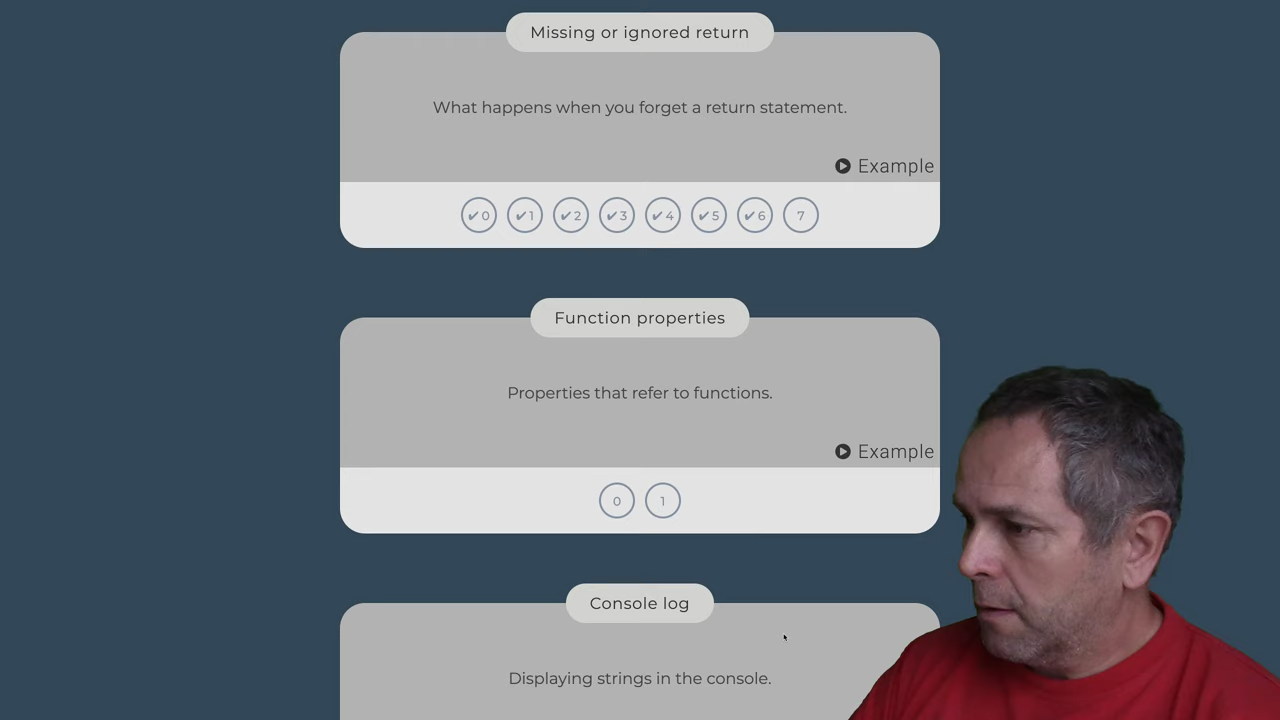 Missing or ignored return
What happens when you forget a return statement.
Example
✔0 ✔1 ✔2 ✔3 ✔4 ✔5 ✔6 7
Function properties
Properties that refer to functions.
Example
0 1
Console log
Displaying strings in the console.